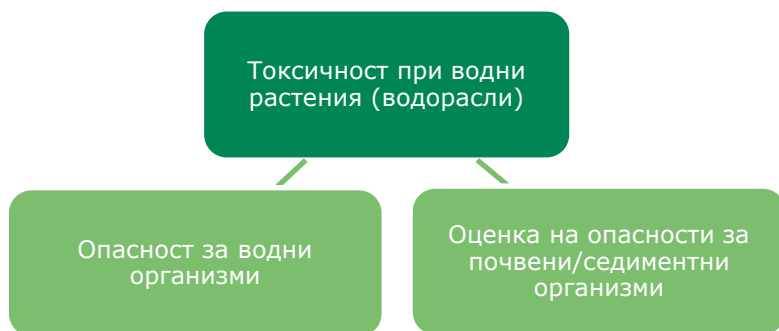 Токсичност при водни
растения (водорасли)
Опасност за водни
организми
Оценка на опасности за
почвени/седиментни
организми